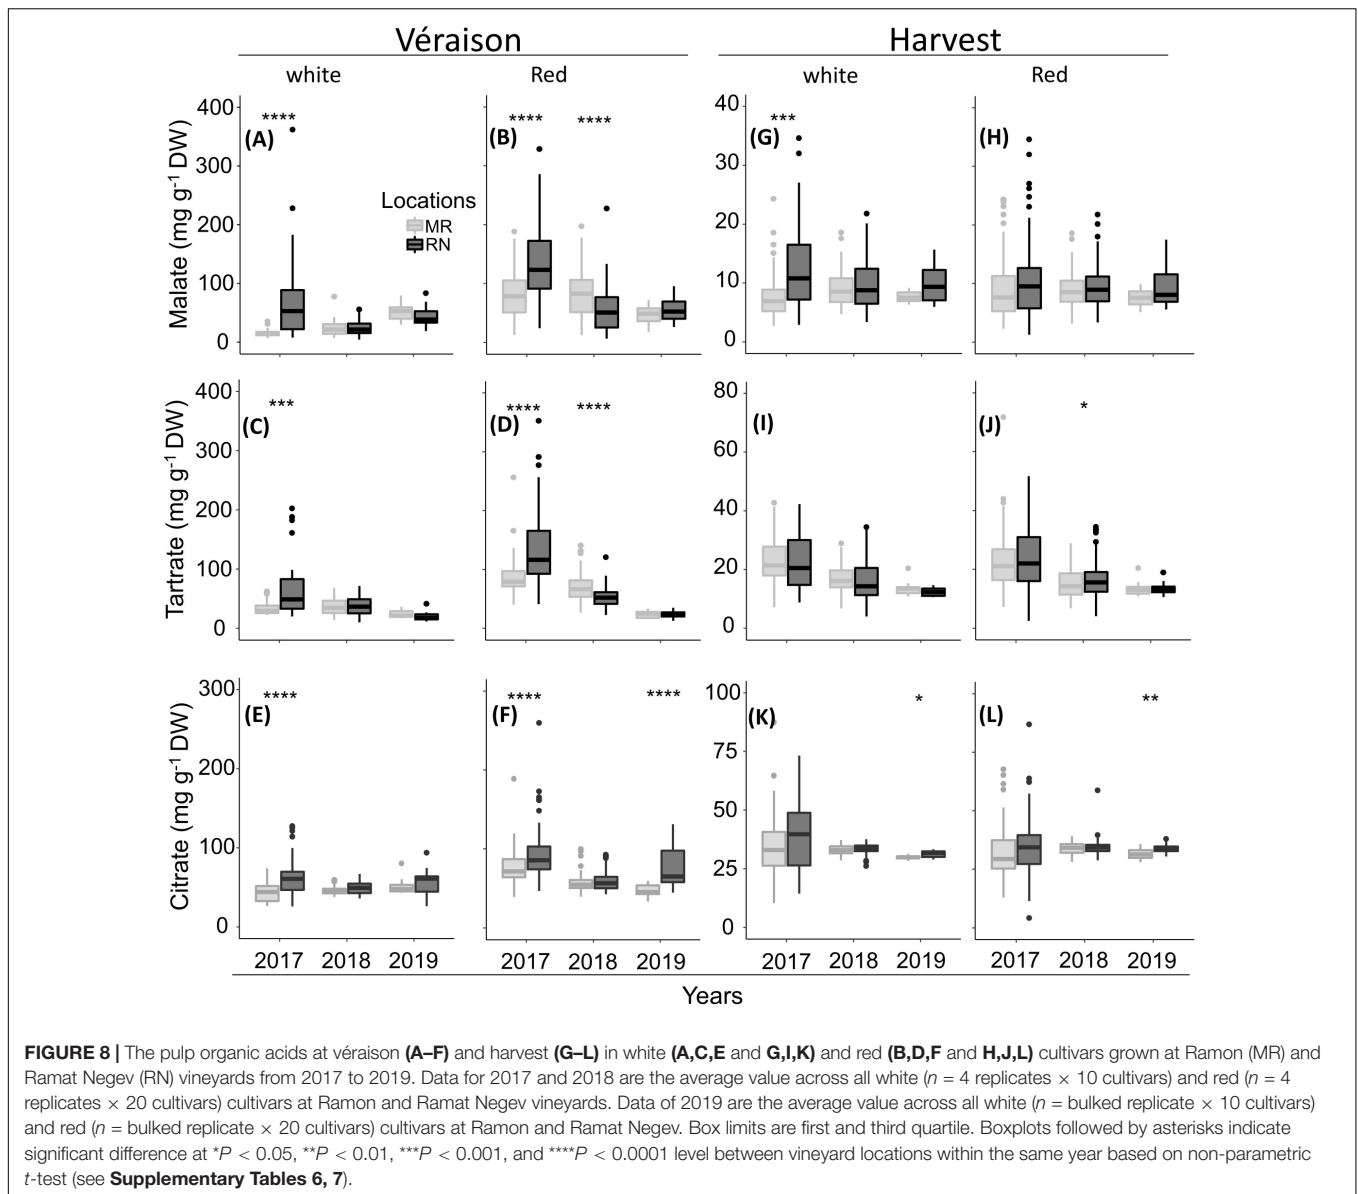 Véraison
Harvest
white
Red
white
Red
Malate (mg g-1 DW)
400
300
200
100
0
****
(A)
Locations
MR
RN
****
****
(B)
40
30
20
10
0
***
(G)
(H)
Tartrate (mg g-1 DW)
400
300
200
100
0
***
(C)
****
****
(D)
80
60
40
20
0
(I)
*
(J)
Citrate (mg g-1 DW)
300
200
100
0
****
(E)
****
****
(F)
100
75
50
25
0
*
(K)
**
(L)
2017 2018 2019
2017 2018 2019
2017 2018 2019
2017 2018 2019
Years
FIGURE 8 | The pulp organic acids at véraison (A–F) and harvest (G–L) in white (A,C,E and G,I,K) and red (B,D,F and H,J,L) cultivars grown at Ramon (MR) and
Ramat Negev (RN) vineyards from 2017 to 2019. Data for 2017 and 2018 are the average value across all white (n = 4 replicates × 10 cultivars) and red (n = 4
replicates × 20 cultivars) cultivars at Ramon and Ramat Negev vineyards. Data of 2019 are the average value across all white (n = bulked replicate × 10 cultivars)
and red (n = bulked replicate × 20 cultivars) cultivars at Ramon and Ramat Negev. Box limits are first and third quartile. Boxplots followed by asterisks indicate
significant difference at *P < 0.05, **P < 0.01, ***P < 0.001, and ****P < 0.0001 level between vineyard locations within the same year based on non-parametric
t-test (see Supplementary Tables 6, 7).